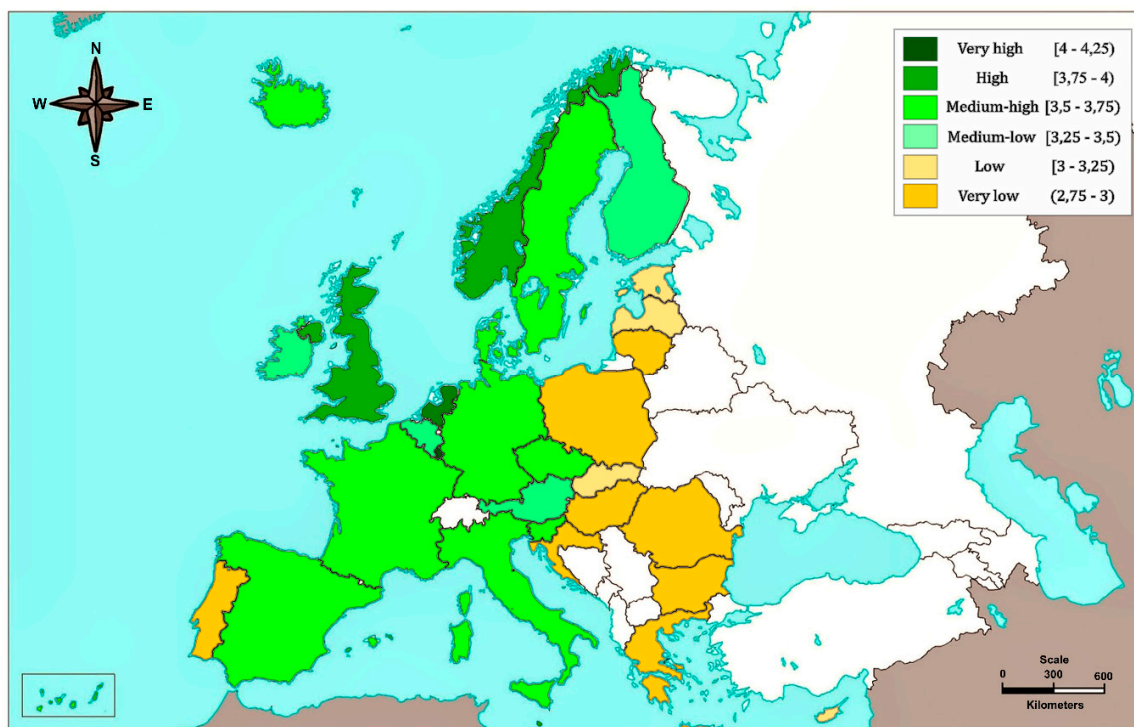 N
W E
S
Very high [4 - 4,25)
High [3,75 - 4)
Medium-high [3,5 - 3,75)
Medium-low [3,25 - 3,5)
Low [3 - 3,25)
Very low (2,75 - 3)
Scale
0 300 600
Kilometers